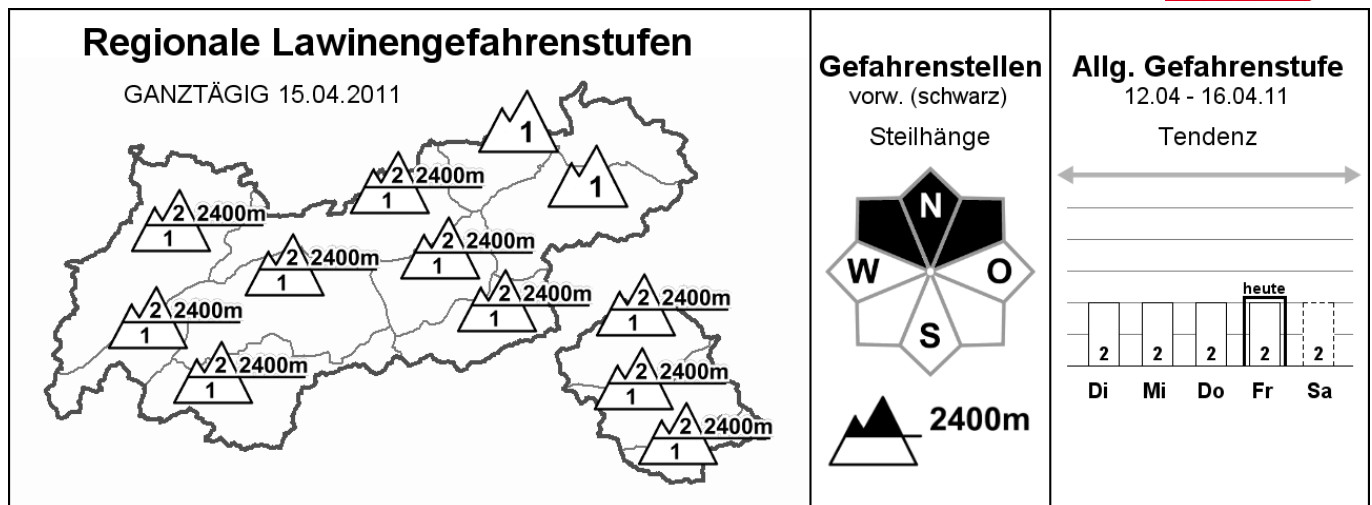 Regionale Lawinengefahrenstufen
GANZTÄGIG 15.04.2011
1
2 2400m
1
1
2 2400m
1
2 2400m
1
2 2400m
1
2 2400m
1
2 2400m
1
2 2400m
1
2 2400m
1
2 2400m
1
2 2400m
1
Gefahrenstellen
vorw. (schwarz)
Steilhänge
N
W O
S
2400m
Allg. Gefahrenstufe
12.04 - 16.04.11
Tendenz
heute
2 2 2 2 2
Di Mi Do Fr Sa